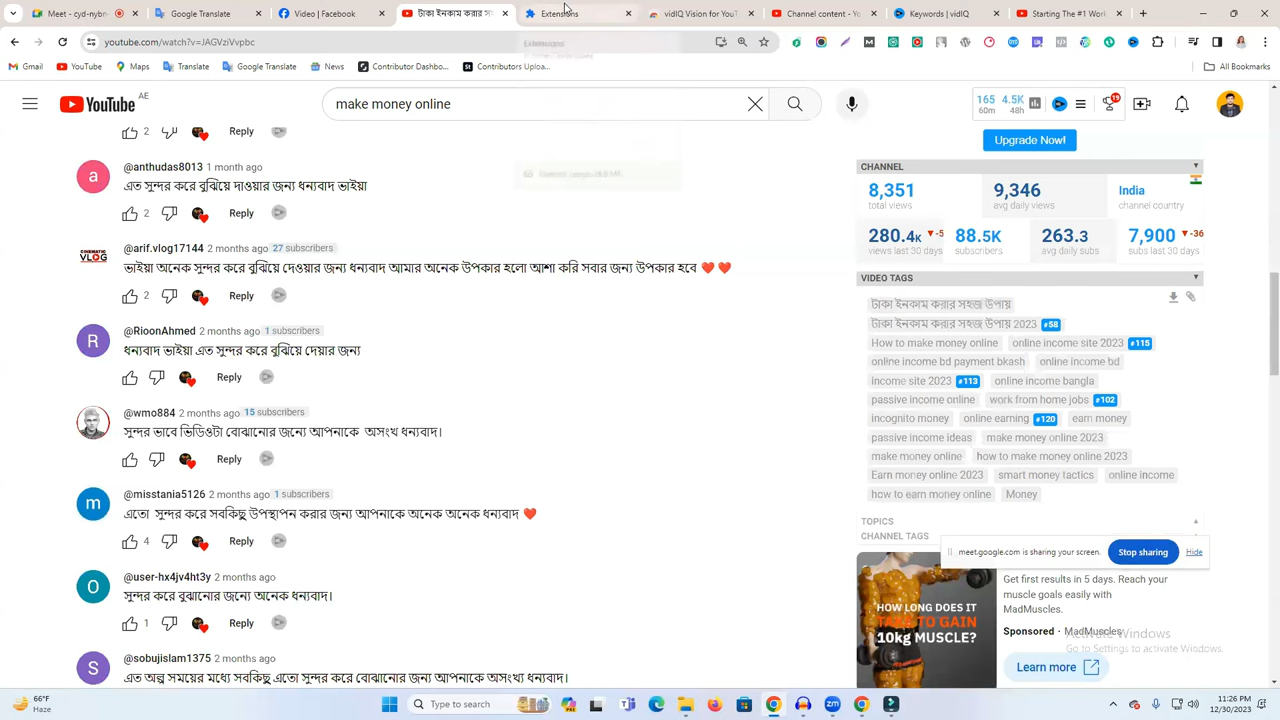 Meet
Google Translate
Facebook
টাকা ইনকাম করার সহ
Extensions
vidIQ Vision for You
Channel content - Yo
Keywords | vidIQ
Starting The #1 Word
youtube.com/watch?v=JAGVziVvpbc
Gmail YouTube Maps Translate Google Translate News Contributor Dashbo... Contributors Uploa... All Bookmarks
YouTube AE
make money online
165 60m 4.5K 48h 19
2 Reply
@anthudas8013 1 month ago
এত সুন্দর করে বুঝিয়ে দাওয়ার জন্য ধন্যবাদ ভাইয়া
2 Reply
CINEMATIC VLOG
@arif.vlog17144 2 months ago 27 subscribers
ভাইয়া অনেক সুন্দর করে বুঝিয়ে দেওয়ার জন্য ধন্যবাদ আমার অনেক উপকার হলো আশা করি সবার জন্য উপকার হবে ❤️ ❤️
2 Reply
R
@RioonAhmed 2 months ago 1 subscribers
ধন্যবাদ ভাইয়া এত সুন্দর করে বুঝিয়ে দেয়ার জন্য
Reply
@wmo884 2 months ago 15 subscribers
সুন্দর ভাবে ভিডিওটা বোঝানোর জন্যে আপনাকে অসংখ ধন্যবাদ।
Reply
m
@misstania5126 2 months ago 1 subscribers
এতো সুন্দর করে সবকিছু উপস্থাপন করার জন্য আপনাকে অনেক অনেক ধন্যবাদ ❤️
4 Reply
O
@user-hx4jv4ht3y 2 months ago
সুন্দর করে বুঝানোর জন্যে অনেক ধন্যবাদ।
1 Reply
S
@sobujislam1375 2 months ago
এত অল্প সময়ের মধ্যে সবকিছু এতো সুন্দর করে বোঝানোর জন্য আপনাকে অসংখ্য ধন্যবাদ।
Upgrade Now!
CHANNEL
8,351 total views
9,346 avg daily views
India channel country
280.4K -5 views last 30 days
88.5K subscribers
263.3 avg daily subs
7,900 -36 subs last 30 days
VIDEO TAGS
টাকা ইনকাম করার সহজ উপায়
টাকা ইনকাম করার সহজ উপায় 2023 #58
How to make money online online income site 2023 #115
online income bd payment bkash online income bd
income site 2023 #113 online income bangla
passive income online work from home jobs #102
incognito money online earning #120 earn money
passive income ideas make money online 2023
make money online how to make money online 2023
Earn money online 2023 smart money tactics online income
how to earn money online Money
TOPICS
CHANNEL TAGS
meet.google.com is sharing your screen. Stop sharing Hide
HOW LONG DOES IT
TAKE TO GAIN
10kg MUSCLE?
Get first results in 5 days. Reach your
muscle goals easily with
MadMuscles.
Sponsored · MadMuscles
Learn more
Activate Windows
Go to Settings to activate Windows.
66°F
Haze
Type to search
11:26 PM
12/30/2023